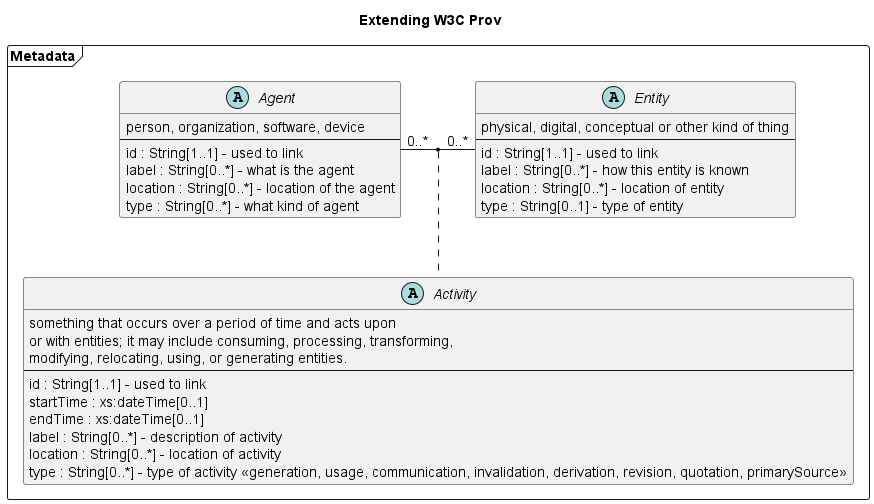 Extending W3C Prov
Metadata
A Agent
person, organization, software, device
id : String[1..1] - used to link
label : String[0..*] - what is the agent
location : String[0..*] - location of the agent
type : String[0..*] - what kind of agent
0..* 0..*
A Entity
physical, digital, conceptual or other kind of thing
id : String[1..1] - used to link
label : String[0..*] - how this entity is known
location : String[0..*] - location of entity
type : String[0..1] - type of entity
A Activity
something that occurs over a period of time and acts upon
or with entities; it may include consuming, processing, transforming,
modifying, relocating, using, or generating entities.
id : String[1..1] - used to link
startTime : xs:dateTime[0..1]
endTime : xs:dateTime[0..1]
label : String[0..*] - description of activity
location : String[0..*] - location of activity
type : String[0..*] - type of activity «generation, usage, communication, invalidation, derivation, revision, quotation, primarySource»